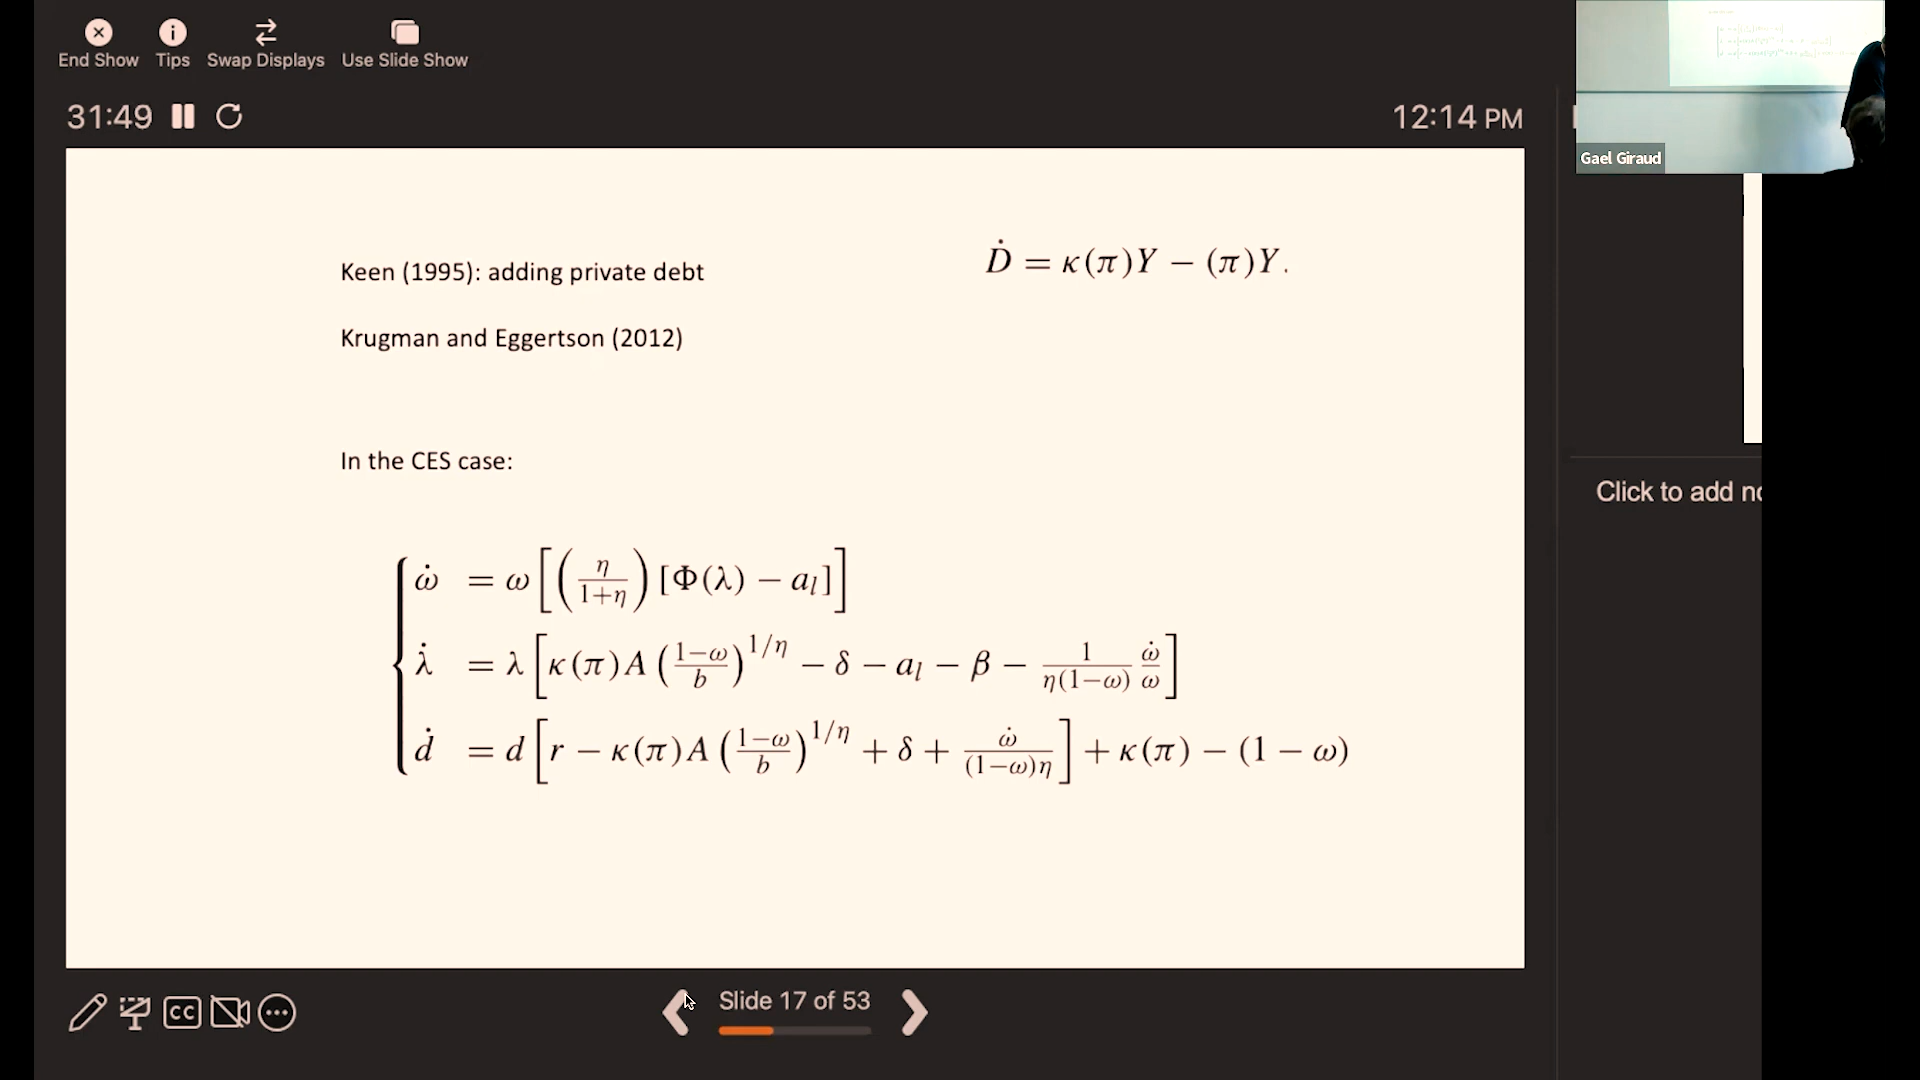 End Show Tips Swap Displays Use Slide Show
31:49
12:14 PM
Gael Giraud
Keen (1995): adding private debt
Ḋ = κ(π)Y − (π)Y.
Krugman and Eggertson (2012)
In the CES case:
ω̇ = ω[(η/1+η)[Φ(λ) − a_l]]
λ̇ = λ[κ(π)A((1−ω)/b)^{1/η} − δ − a_l − β − 1/(η(1−ω)) ω̇/ω]
ḋ = d[r − κ(π)A((1−ω)/b)^{1/η} + δ + ω̇/((1−ω)η)] + κ(π) − (1 − ω)
Click to add
CC
Slide 17 of 53